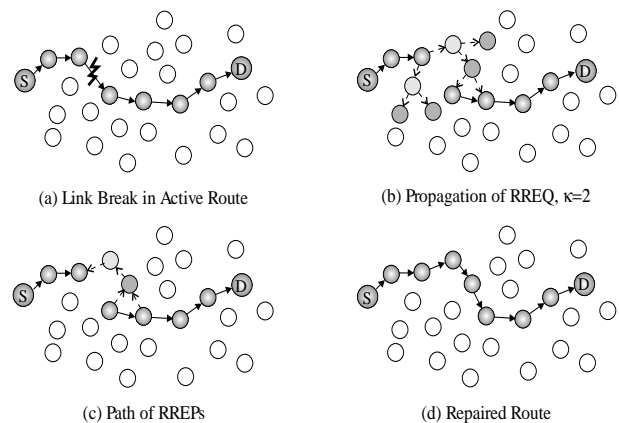 S
D
(a) Link Break in Active Route
S
D
(b) Propagation of RREQ, κ=2
S
D
(c) Path of RREPs
S
D
(d) Repaired Route